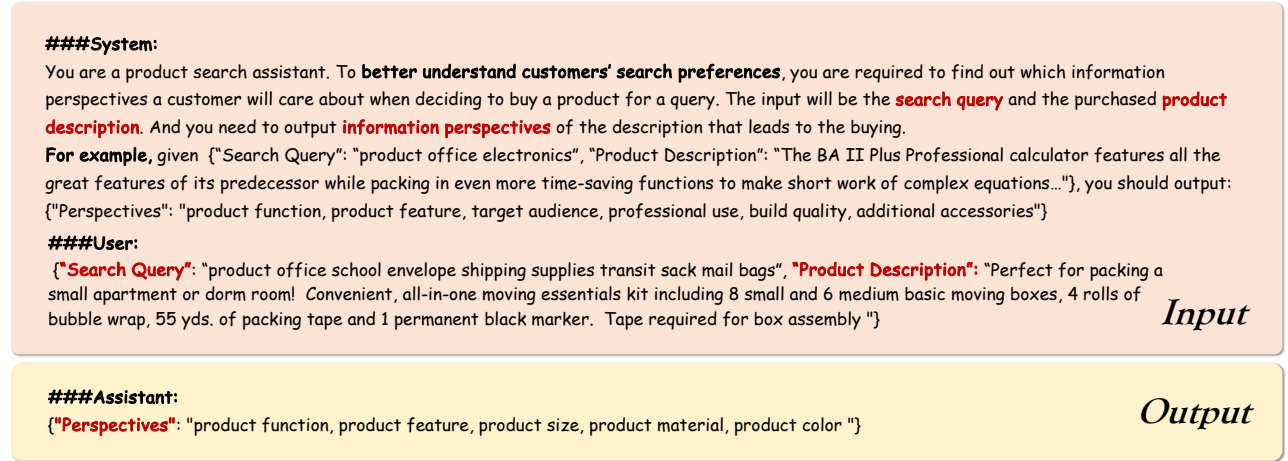 ###System:
You are a product search assistant. To better understand customers’ search preferences, you are required to find out which information
perspectives a customer will care about when deciding to buy a product for a query. The input will be the search query and the purchased product
description. And you need to output information perspectives of the description that leads to the buying.
For example, given {“Search Query”: “product office electronics”, “Product Description”: “The BA II Plus Professional calculator features all the
great features of its predecessor while packing in even more time-saving functions to make short work of complex equations…"}, you should output:
{"Perspectives": "product function, product feature, target audience, professional use, build quality, additional accessories"}
###User:
{“Search Query”: “product office school envelope shipping supplies transit sack mail bags”, “Product Description”: “Perfect for packing a
small apartment or dorm room! Convenient, all-in-one moving essentials kit including 8 small and 6 medium basic moving boxes, 4 rolls of
bubble wrap, 55 yds. of packing tape and 1 permanent black marker. Tape required for box assembly "}
Input
###Assistant:
{"Perspectives": "product function, product feature, product size, product material, product color "}
Output